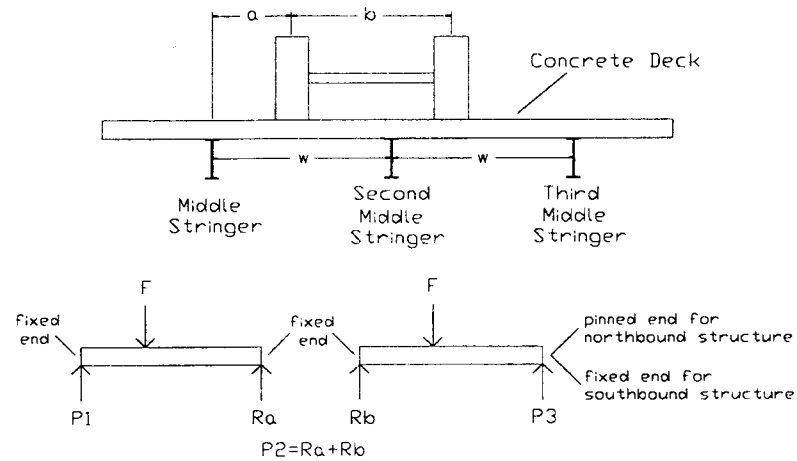 a
b
Concrete Deck
w
w
Middle
Stringer
Second
Middle
Stringer
Third
Middle
Stringer
F
F
fixed
end
fixed
end
pinned end for
northbound structure
fixed end for
southbound structure
P1
Ra
Rb
P3
P2=Ra+Rb